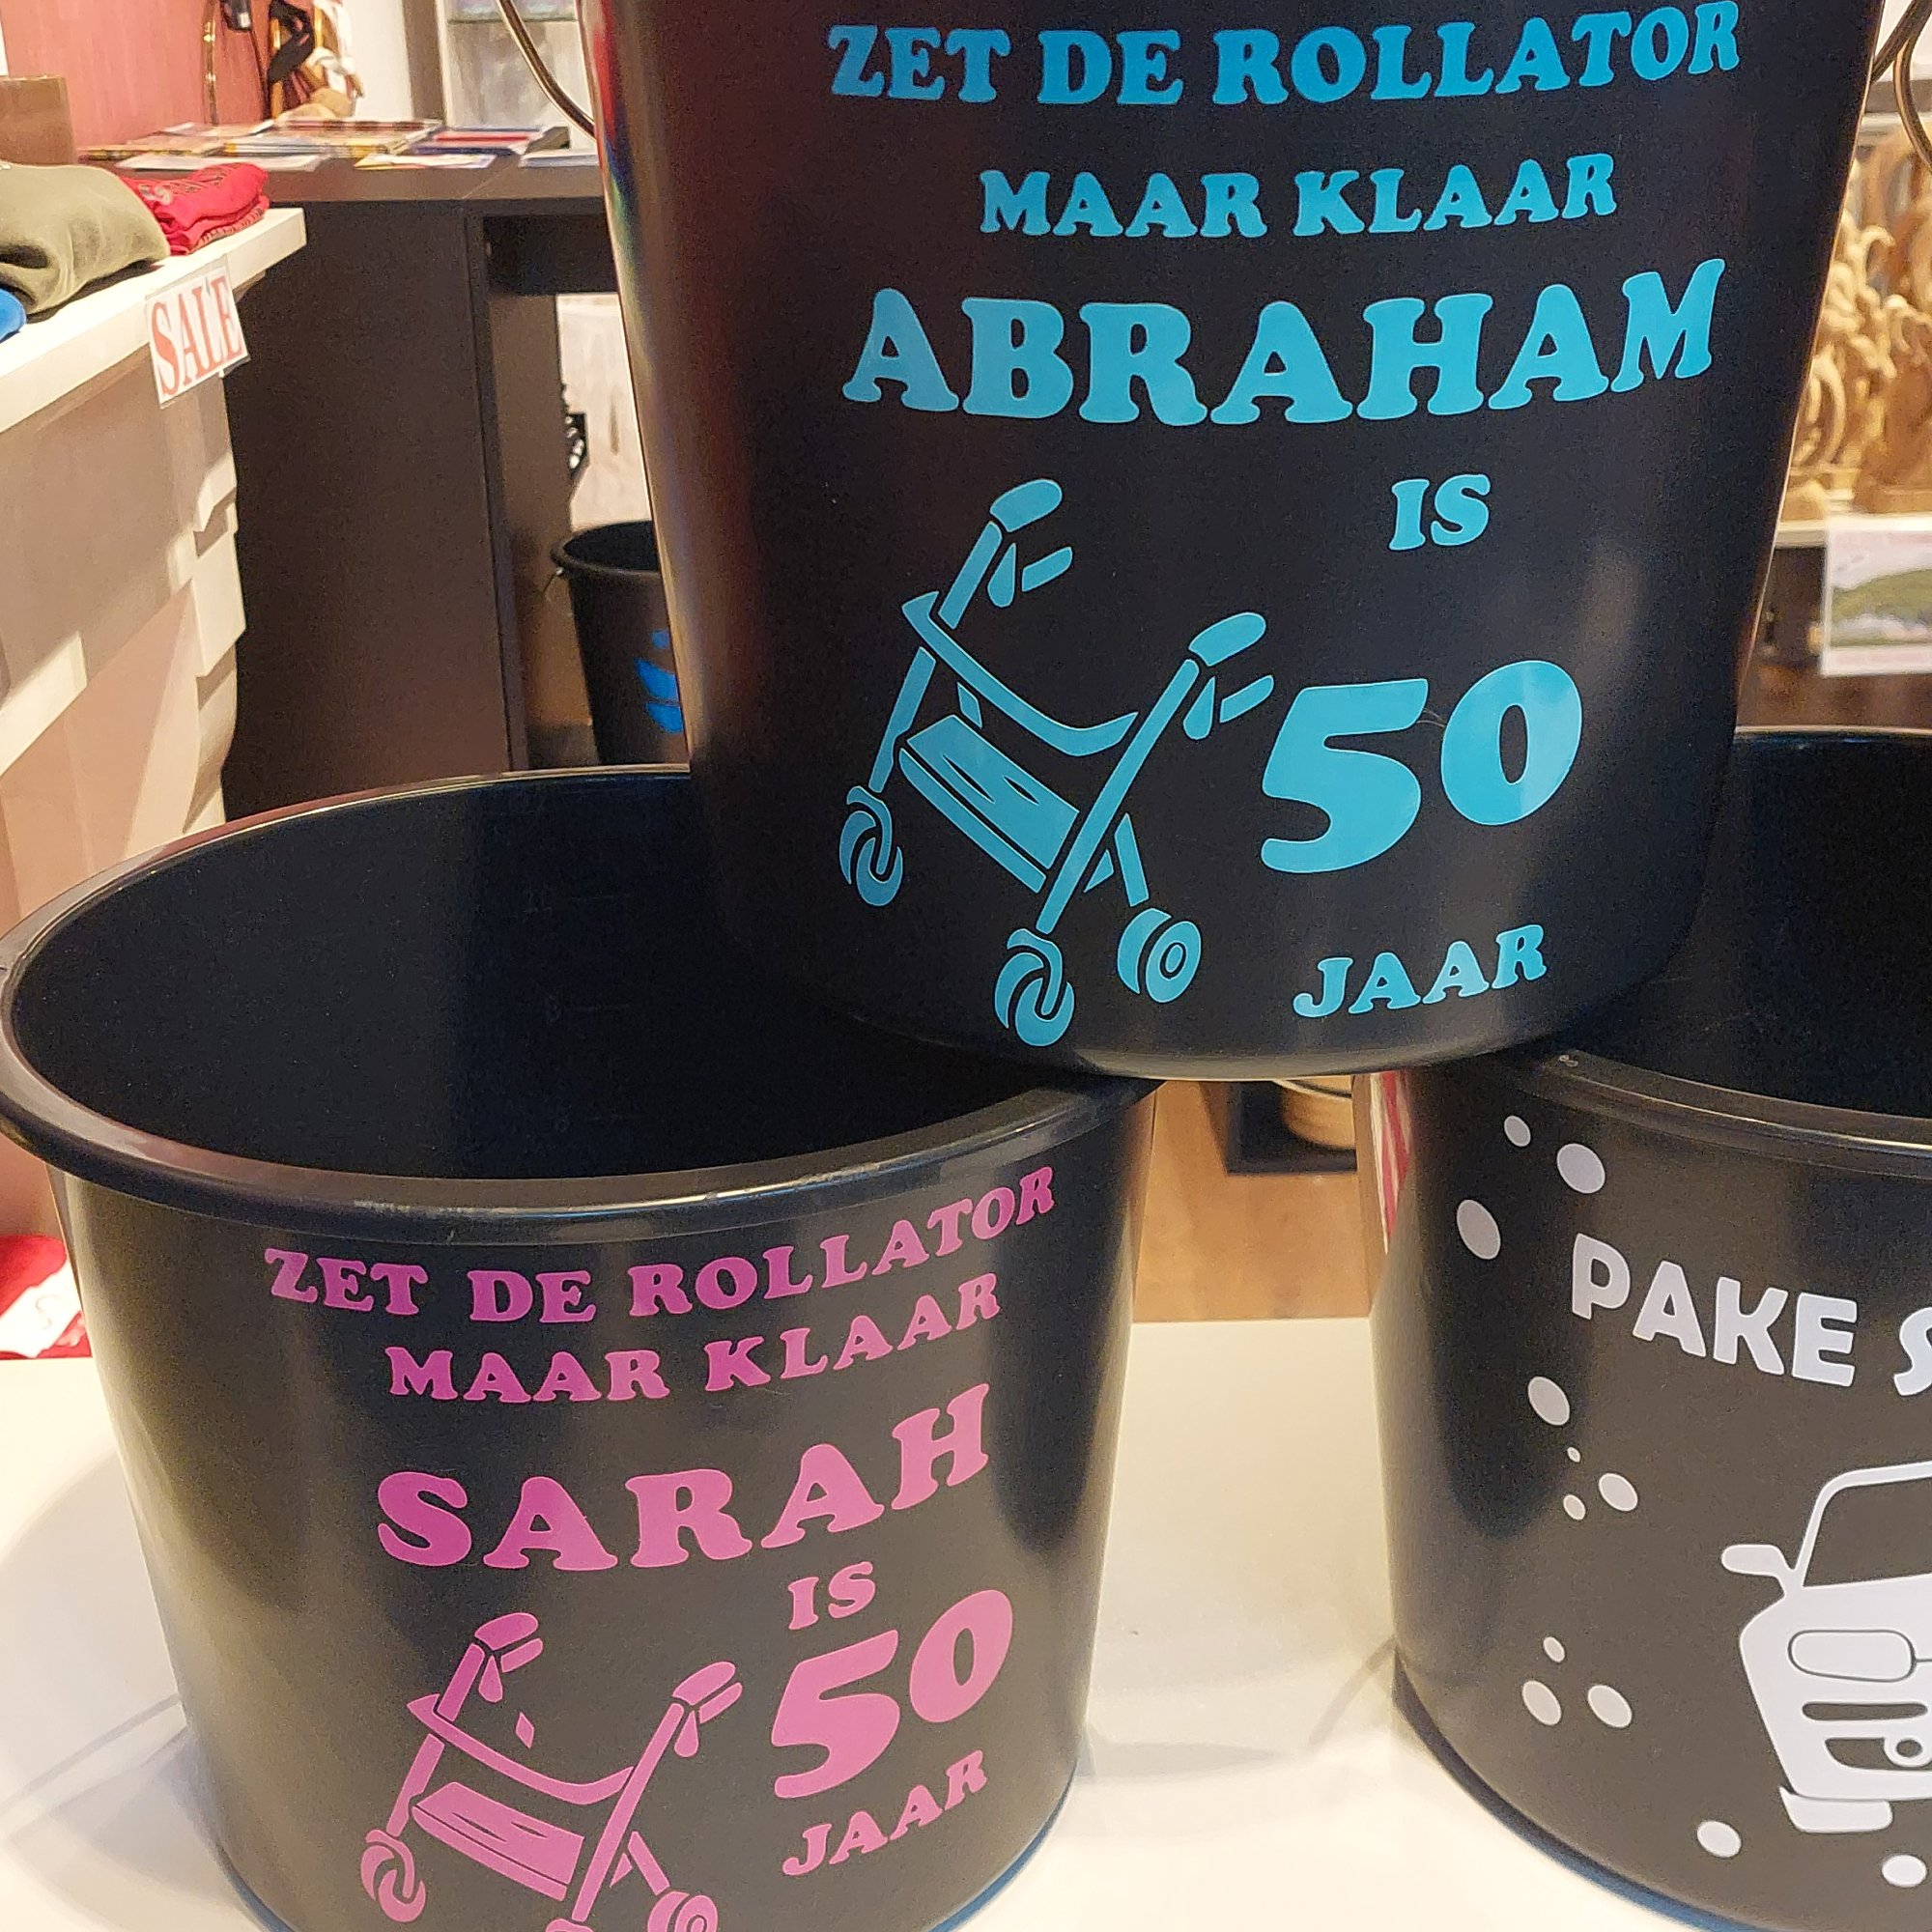 ZET DE ROLLATOR
MAAR KLAAR
ABRAHAM
IS
50
JAAR
SALE
ZET DE ROLLATOR
MAAR KLAAR
SARAH
IS
50
JAAR
PAKE